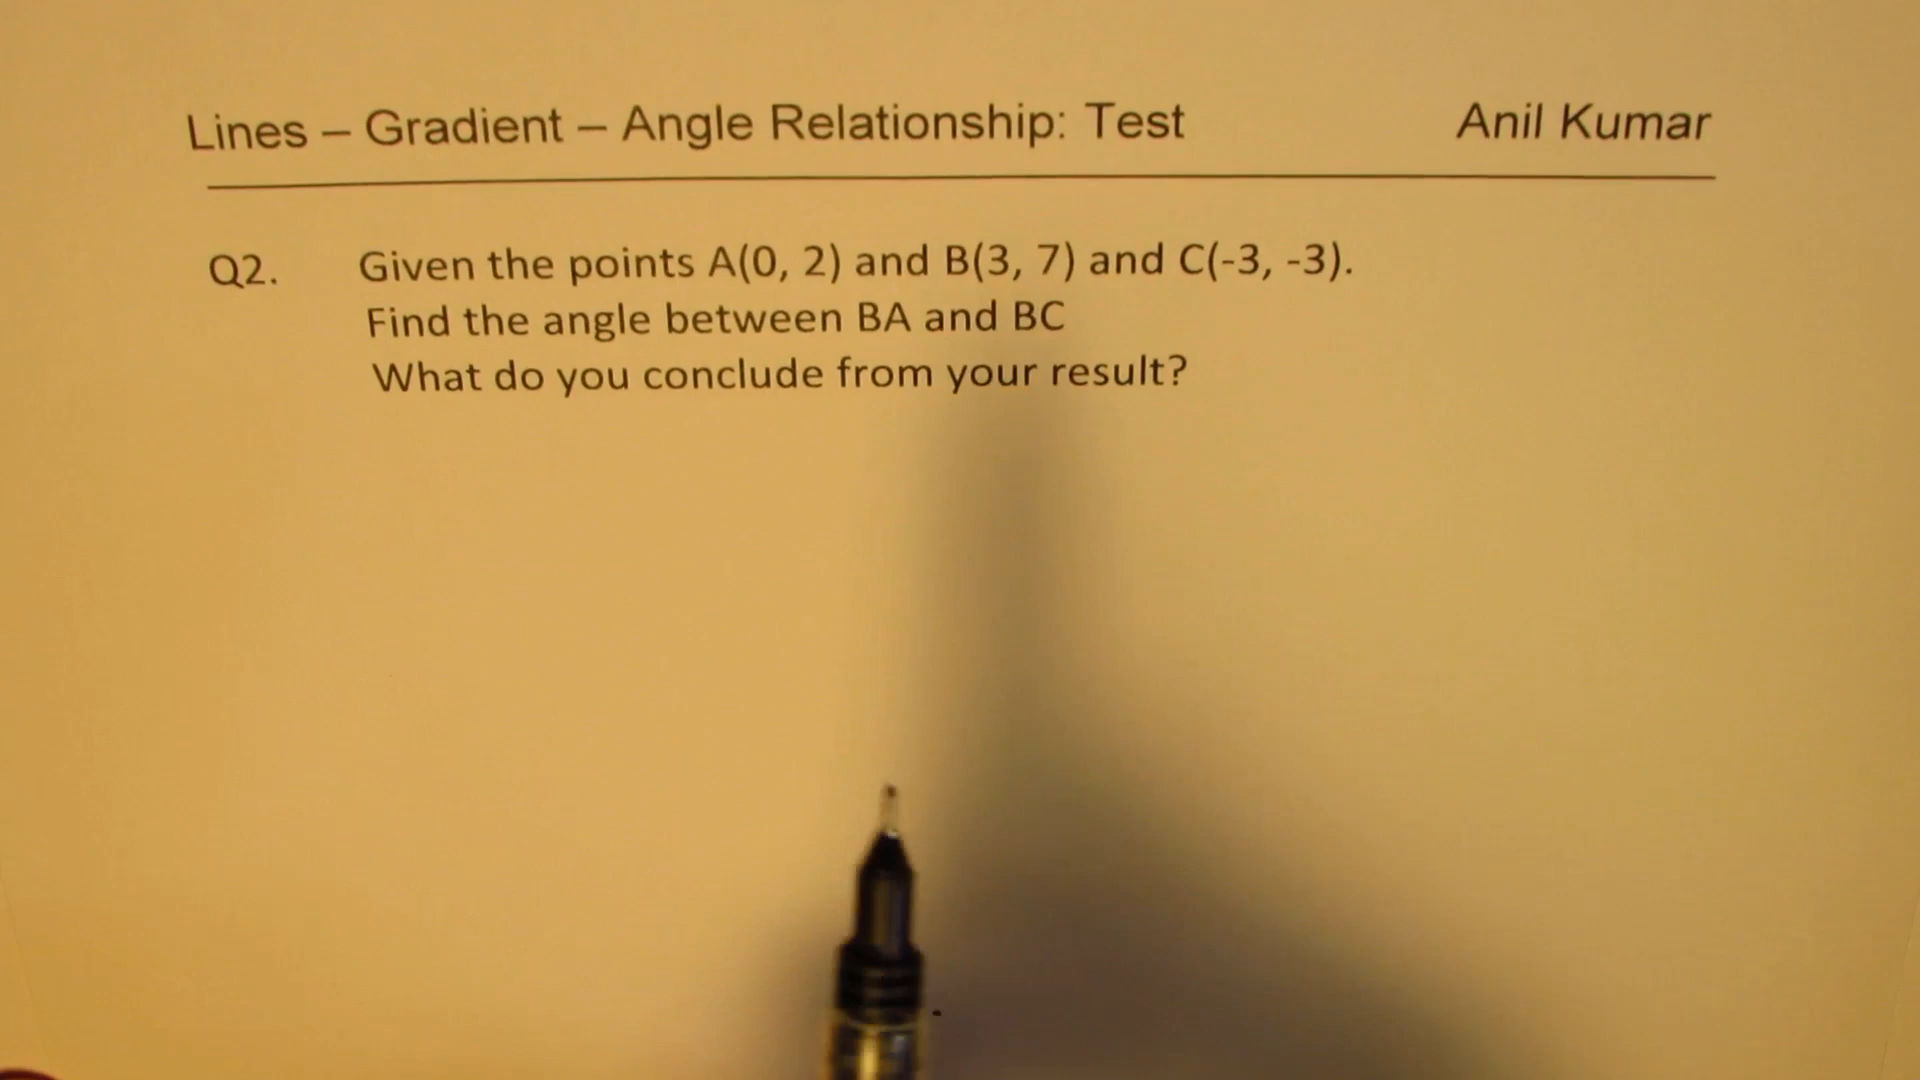 Lines – Gradient – Angle Relationship: Test Anil Kumar
Q2. Given the points A(0, 2) and B(3, 7) and C(-3, -3).
Find the angle between BA and BC
What do you conclude from your result?